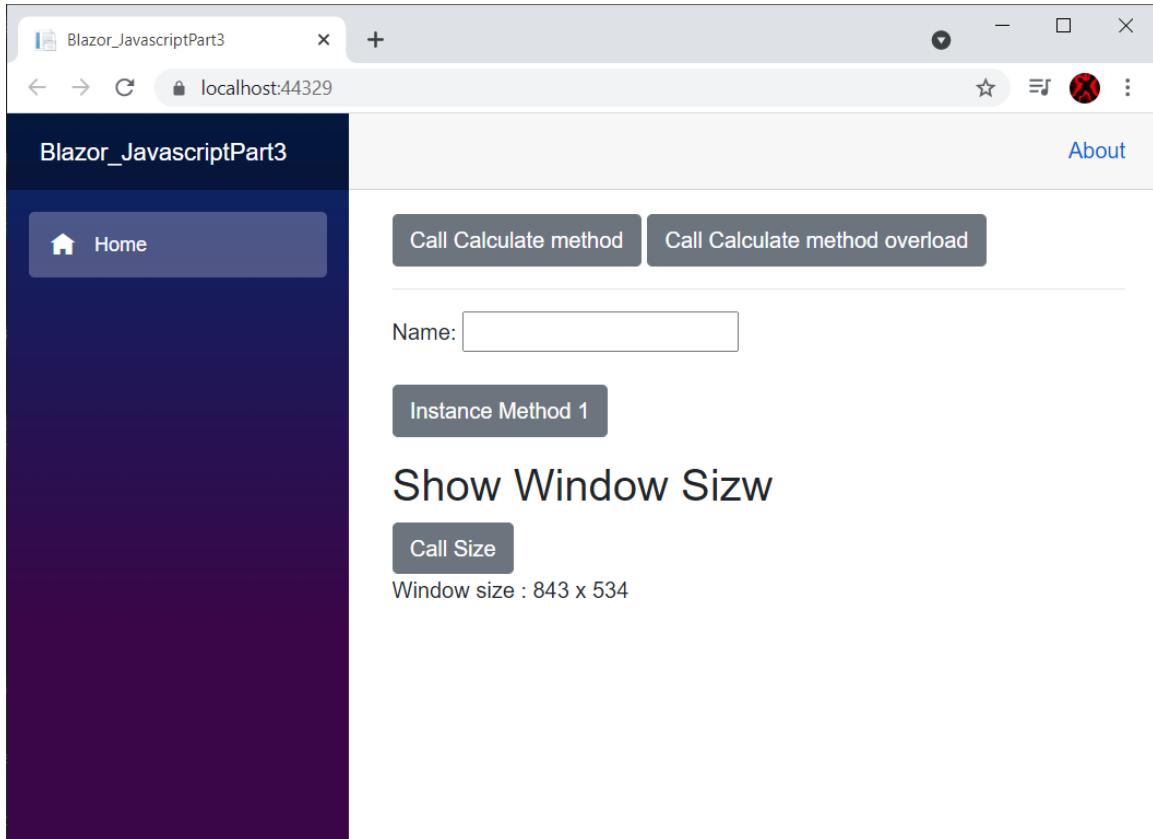 Blazor_JavascriptPart3
localhost:44329
Blazor_JavascriptPart3
About
Home
Call Calculate method Call Calculate method overload
Name:
Instance Method 1
Show Window Sizw
Call Size
Window size : 843 x 534